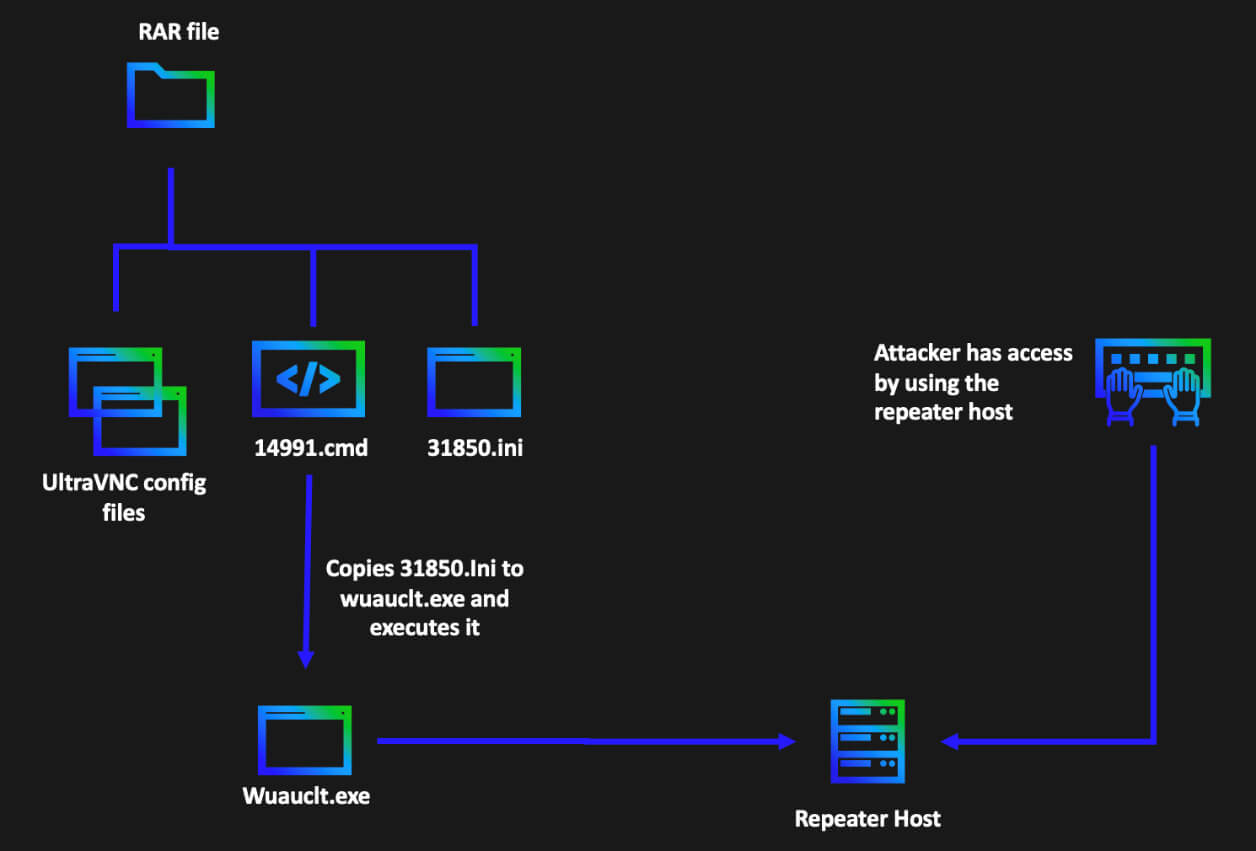 RAR file
Attacker has access
by using the
repeater host
</>
14991.cmd
31850.ini
UltraVNC config
files
Copies 31850.Ini to
wuauclt.exe and
executes it
Wuauclt.exe
Repeater Host